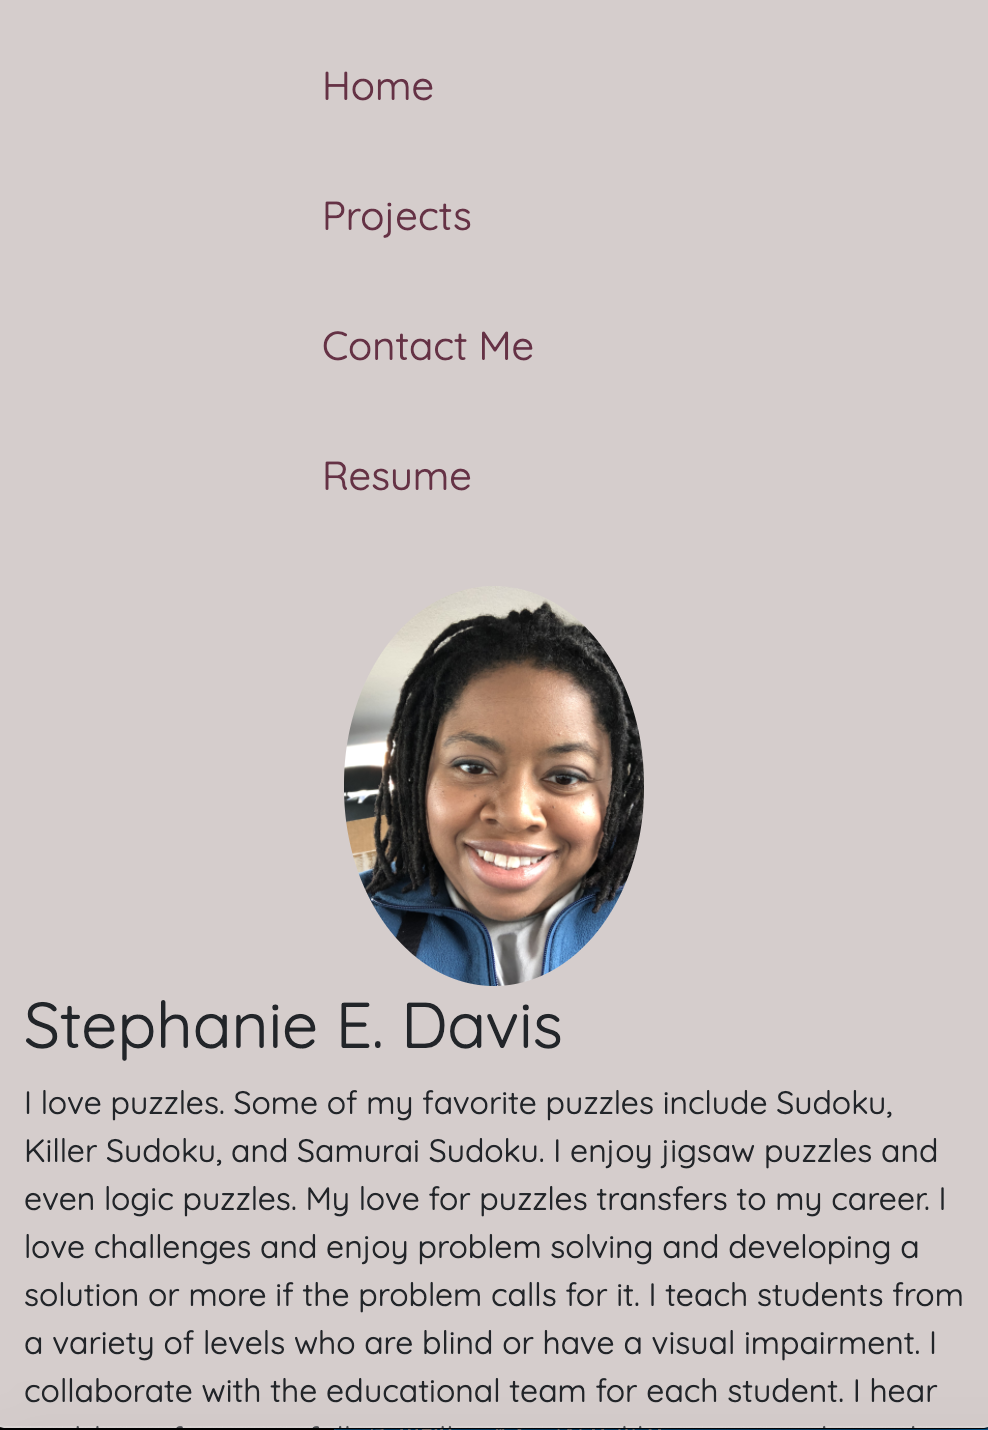 Home
Projects
Contact Me
Resume
Stephanie E. Davis
I love puzzles. Some of my favorite puzzles include Sudoku,
Killer Sudoku, and Samurai Sudoku. I enjoy jigsaw puzzles and
even logic puzzles. My love for puzzles transfers to my career. I
love challenges and enjoy problem solving and developing a
solution or more if the problem calls for it. I teach students from
a variety of levels who are blind or have a visual impairment. I
collaborate with the educational team for each student. I hear